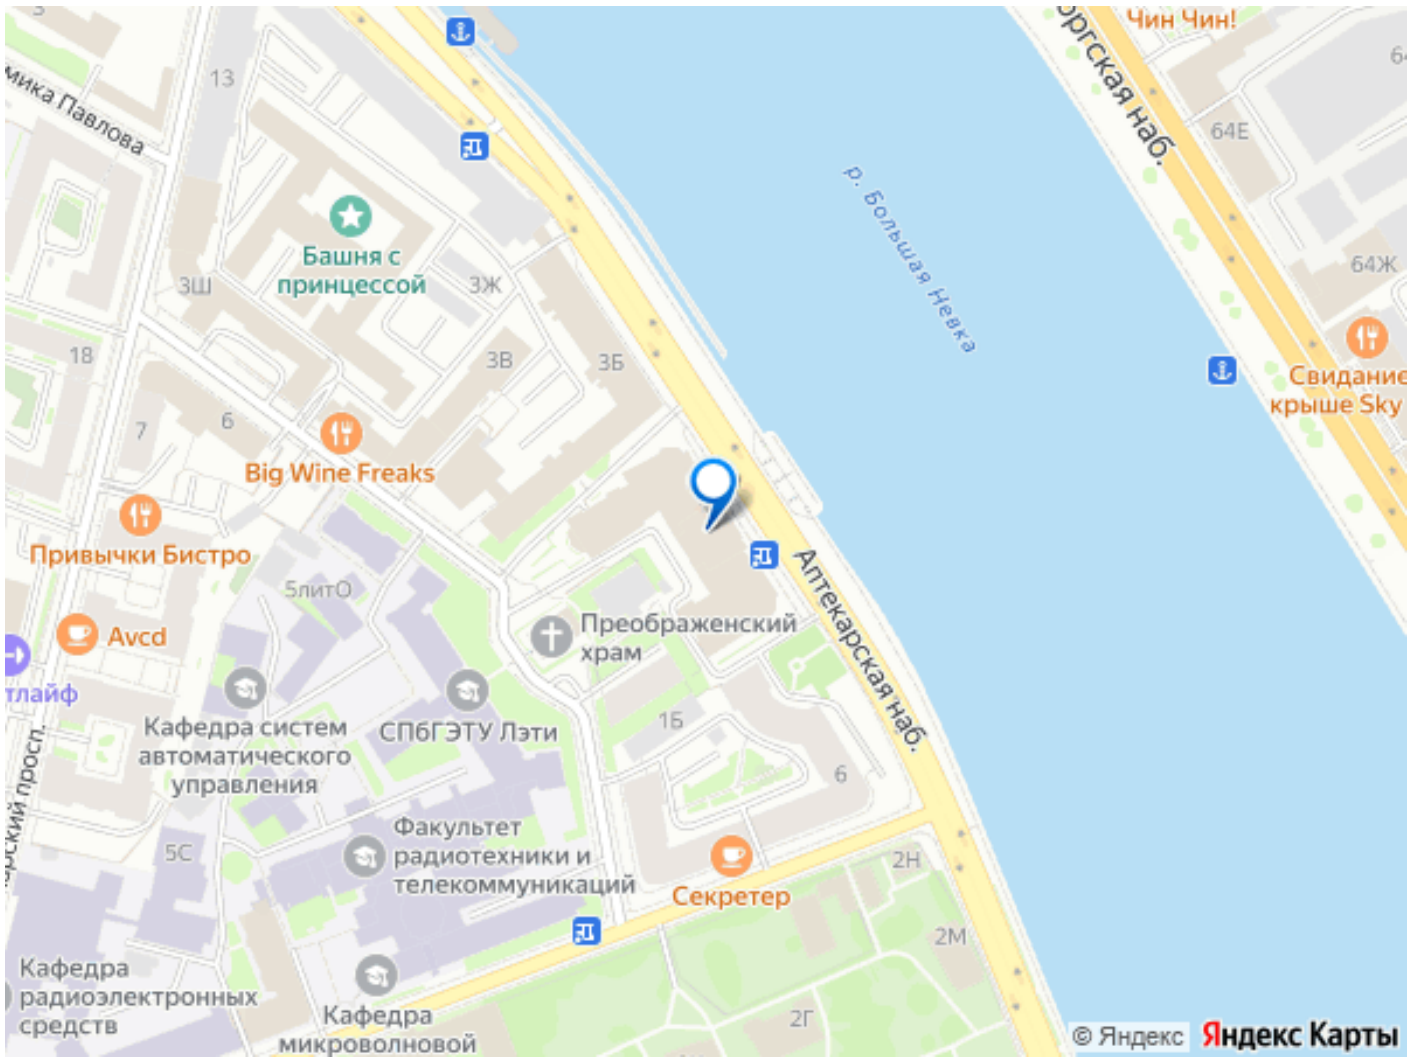 Чин Чин!
13
64Е
мика Павлова
ргская наб.
р. Большая Невка
Башня с
принцессой
3Ш
3Ж
64Ж
18
3В
3Б
Свидание
крыше Sky
7
6
Big Wine Freaks
Привычки Бистро
5литО
Аптекарская наб.
Преображенский
храм
Avcd
тлайф
1Б
Кафедра систем
автоматического
управления
СПбГЭТУ Лэти
6
арский просп.
5С
Факультет
радиотехники и
телекоммуникаций
2Н
Секретер
2М
Кафедра
радиоэлектронных
средств
Кафедра
микроволновой
2Г
© Яндекс Яндекс Карты